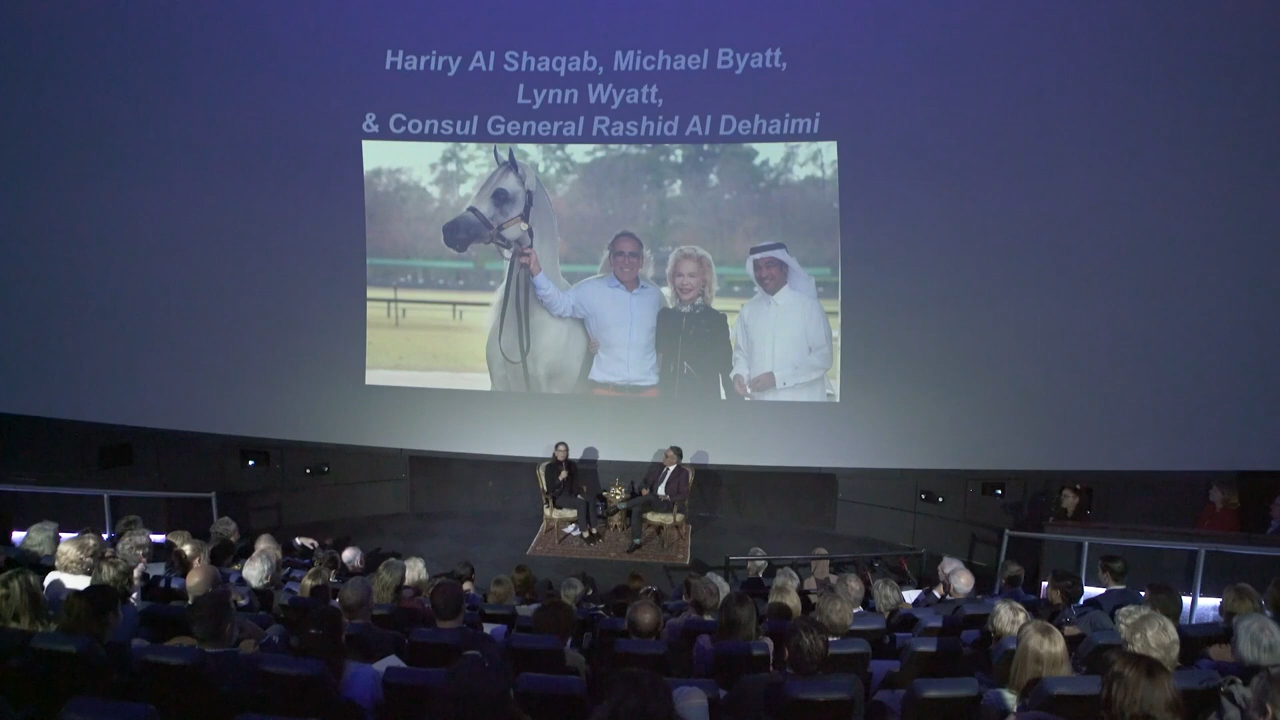 Hariry Al Shaqab, Michael Byatt,
Lynn Wyatt,
& Consul General Rashid Al Dehaimi